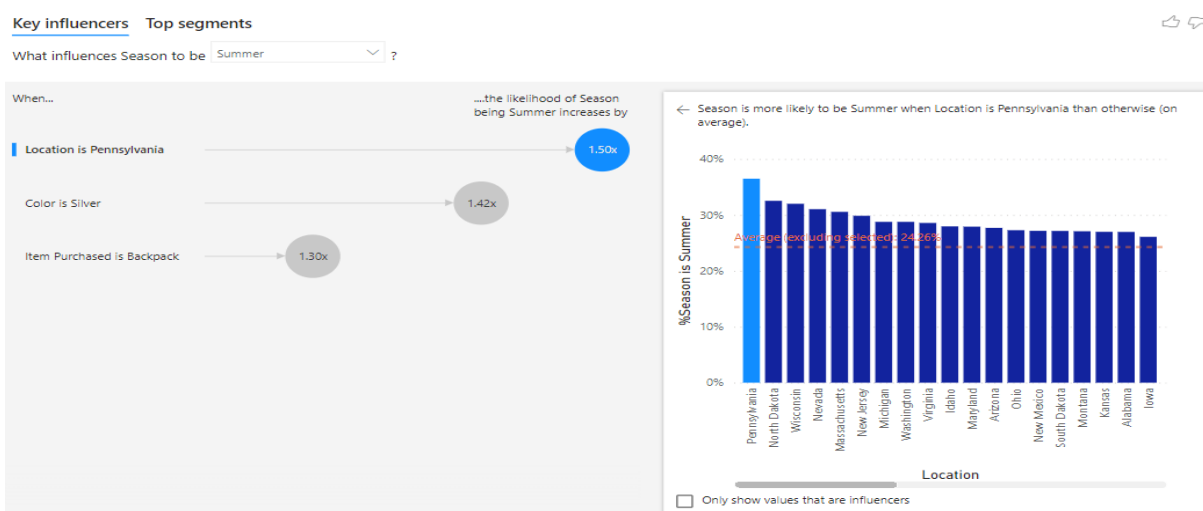 Key influencers Top segments
What influences Season to be Summer ?
When...
....the likelihood of Season
being Summer increases by
Location is Pennsylvania 1.50x
Color is Silver 1.42x
Item Purchased is Backpack 1.30x
Season is more likely to be Summer when Location is Pennsylvania than otherwise (on
average).
40%
30%
20%
10%
0%
%Season is Summer
Average (excluding selected): 24.26%
Pennsylvania
North Dakota
Wisconsin
Nevada
Massachusetts
New Jersey
Michigan
Washington
Virginia
Idaho
Maryland
Arizona
Ohio
New Mexico
South Dakota
Montana
Kansas
Alabama
Iowa
Location
Only show values that are influencers